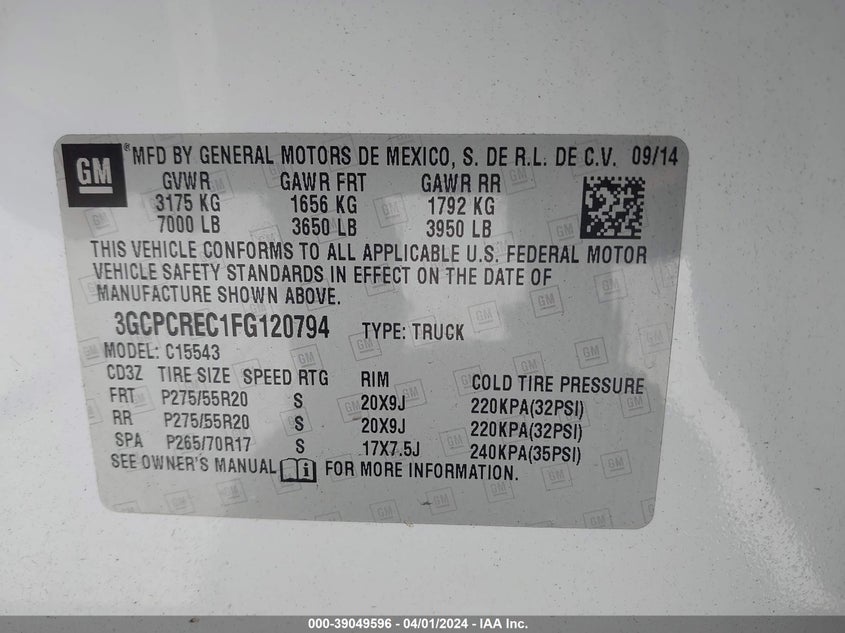 GM ® MFD BY GENERAL MOTORS DE MEXICO, S. DE R.L. DE C.V. 09/14
GVWR GAWR FRT GAWR RR
3175 KG 1656 KG 1792 KG
7000 LB 3650 LB 3950 LB
THIS VEHICLE CONFORMS TO ALL APPLICABLE U.S. FEDERAL MOTOR
VEHICLE SAFETY STANDARDS IN EFFECT ON THE DATE OF
MANUFACTURE SHOWN ABOVE.
3GCPCREC1FG120794 TYPE: TRUCK
MODEL: C15543
CD3Z TIRE SIZE SPEED RTG RIM COLD TIRE PRESSURE
FRT P275/55R20 S 20X9J 220KPA(32PSI)
RR P275/55R20 S 20X9J 220KPA(32PSI)
SPA P265/70R17 S 17X7.5J 240KPA(35PSI)
SEE OWNER'S MANUAL FOR MORE INFORMATION.
000-39049596 - 04/01/2024 - IAA Inc.